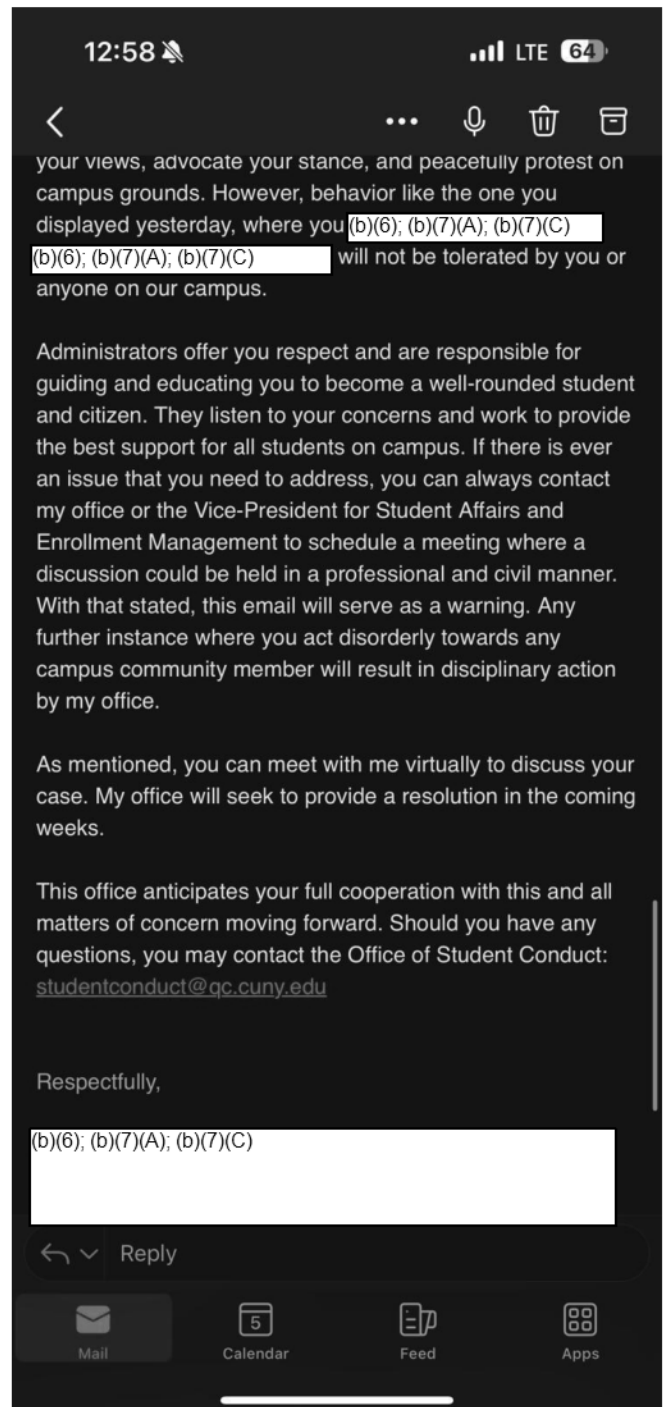 12:58
LTE 64
your views, advocate your stance, and peacefully protest on
campus grounds. However, behavior like the one you
displayed yesterday, where you (b)(6); (b)(7)(A); (b)(7)(C)
(b)(6); (b)(7)(A); (b)(7)(C) will not be tolerated by you or
anyone on our campus.
Administrators offer you respect and are responsible for
guiding and educating you to become a well-rounded student
and citizen. They listen to your concerns and work to provide
the best support for all students on campus. If there is ever
an issue that you need to address, you can always contact
my office or the Vice-President for Student Affairs and
Enrollment Management to schedule a meeting where a
discussion could be held in a professional and civil manner.
With that stated, this email will serve as a warning. Any
further instance where you act disorderly towards any
campus community member will result in disciplinary action
by my office.
As mentioned, you can meet with me virtually to discuss your
case. My office will seek to provide a resolution in the coming
weeks.
This office anticipates your full cooperation with this and all
matters of concern moving forward. Should you have any
questions, you may contact the Office of Student Conduct:
studentconduct@qc.cuny.edu
Respectfully,
(b)(6); (b)(7)(A); (b)(7)(C)
Reply
5
Mail Calendar Feed Apps